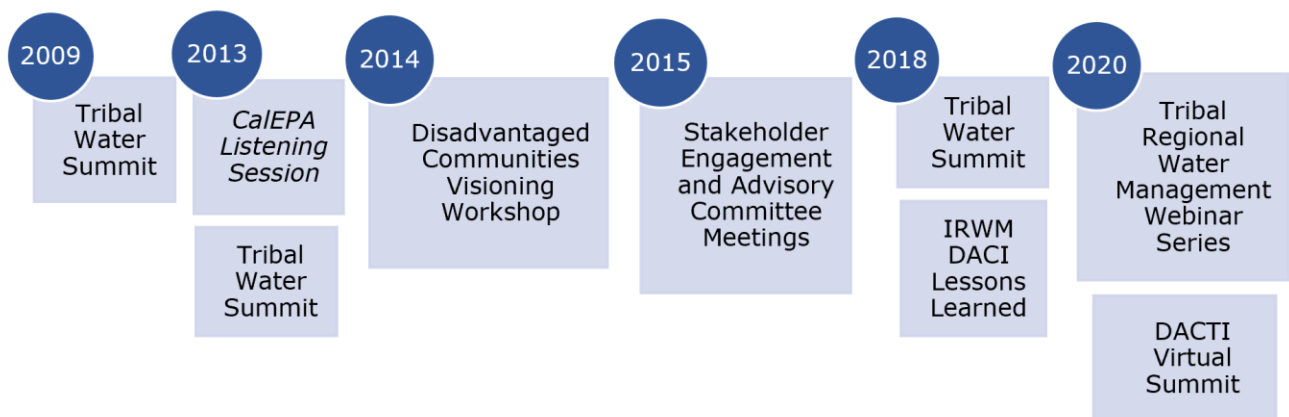 2009
Tribal
Water
Summit
2013
CalEPA
Listening
Session
Tribal
Water
Summit
2014
Disadvantaged
Communities
Visioning
Workshop
2015
Stakeholder
Engagement
and Advisory
Committee
Meetings
2018
Tribal
Water
Summit
IRWM
DACI
Lessons
Learned
2020
Tribal
Regional
Water
Management
Webinar
Series
DACTI
Virtual
Summit